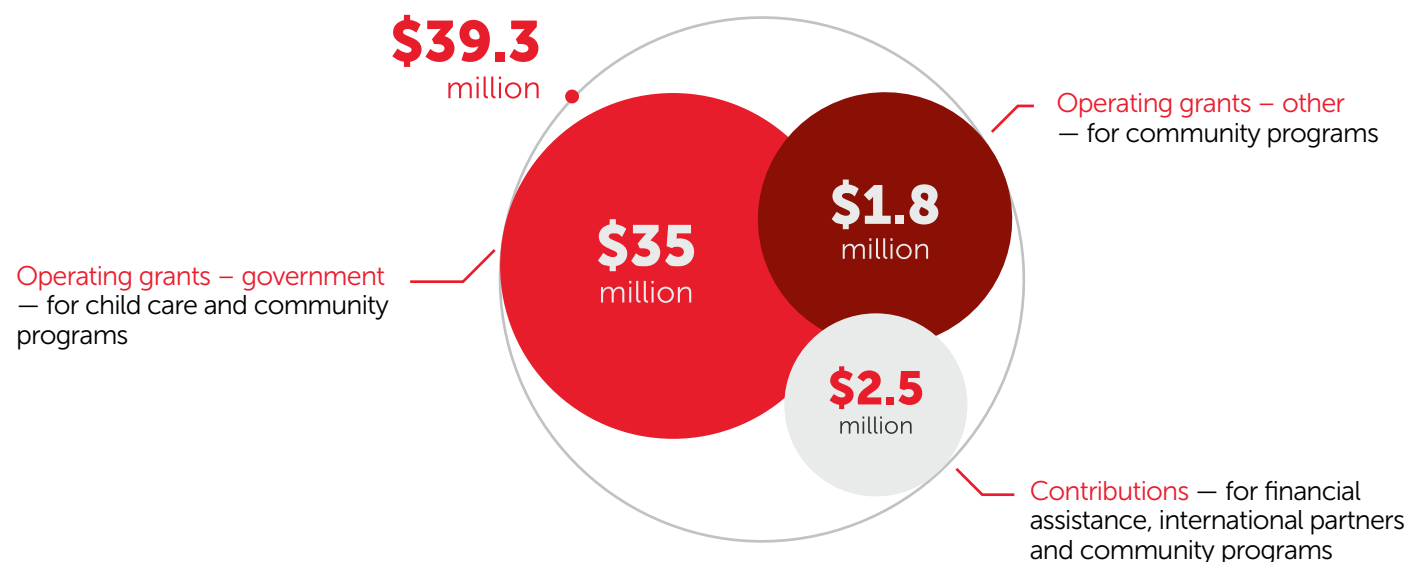 $39.3
million
Operating grants – other
— for community programs
$1.8
million
$35
million
Operating grants – government
— for child care and community
programs
$2.5
million
Contributions — for financial
assistance, international partners
and community programs